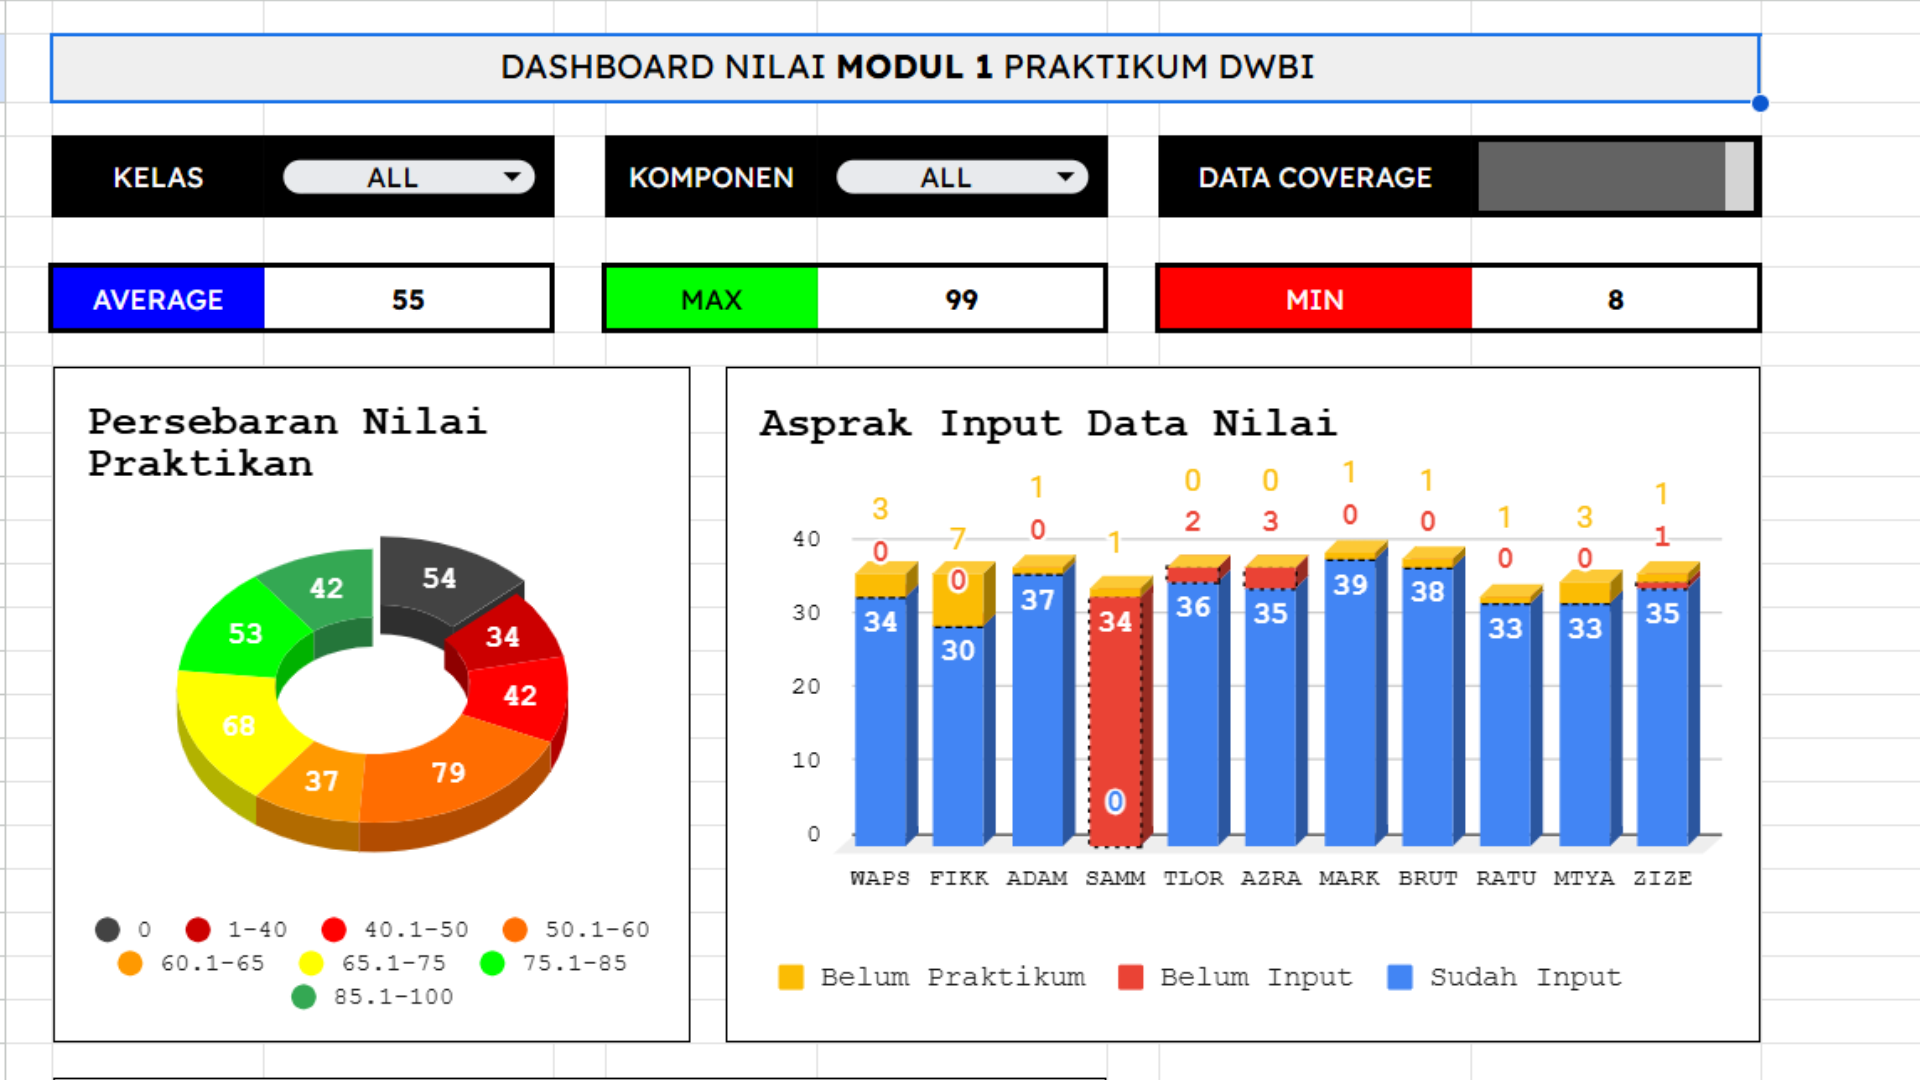 DASHBOARD NILAI MODUL 1 PRAKTIKUM DWBI
KELAS ALL KOMPONEN ALL DATA COVERAGE
AVERAGE 55 MAX 99 MIN 8
Persebaran Nilai
Praktikan
54
34
42
79
37
68
53
42
0 1-40 40.1-50 50.1-60
60.1-65 65.1-75 75.1-85
85.1-100
Asprak Input Data Nilai
40
30
20
10
0
3 7 1 1 0 0 1 1 1 3 1
0 0 0 34 2 3 0 0 0 0 1
34 30 37 0 36 35 39 38 33 33 35
WAPS FIKK ADAM SAMM TLOR AZRA MARK BRUT RATU MTYA ZIZE
Belum Praktikum Belum Input Sudah Input